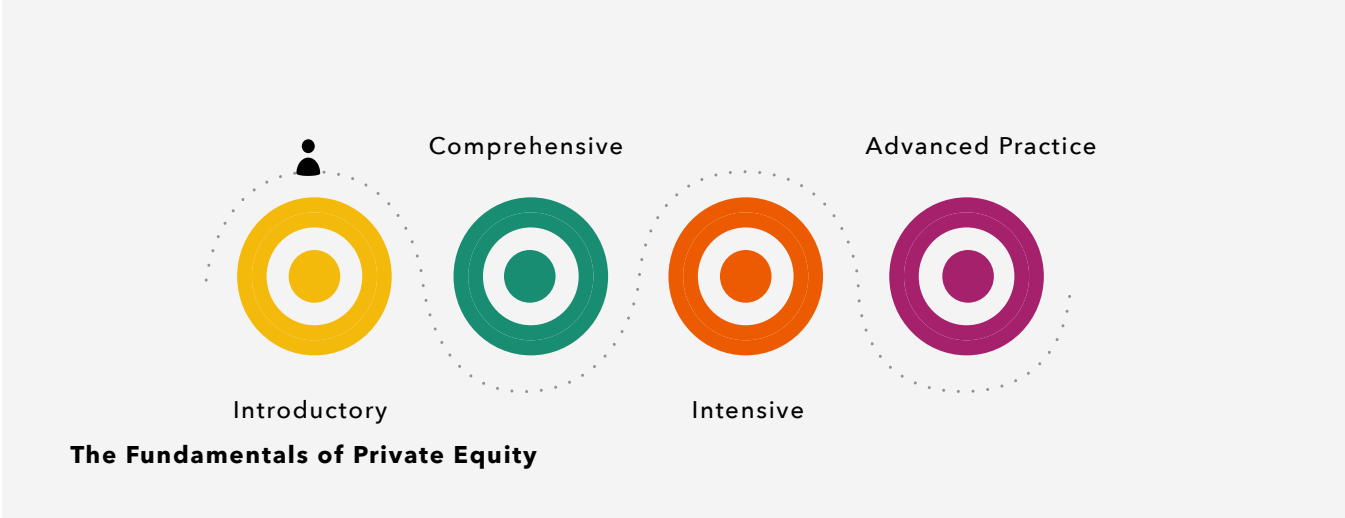 Comprehensive
Advanced Practice
Introductory
Intensive
The Fundamentals of Private Equity